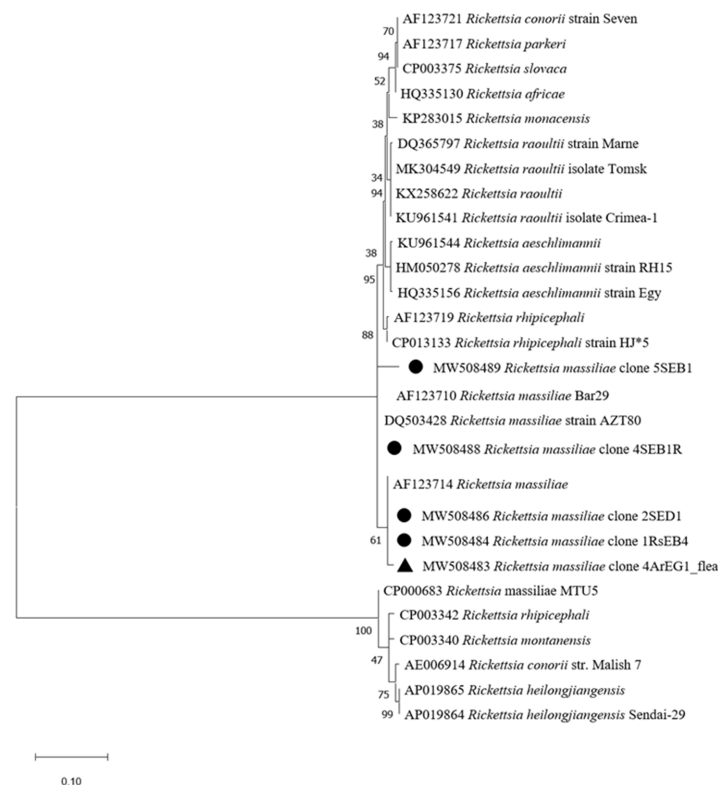 AF123721 Rickettsia conorii strain Seven
70
AF123717 Rickettsia parkeri
94
CP003375 Rickettsia slovaca
52
HQ335130 Rickettsia africae
KP283015 Rickettsia monacensis
38
DQ365797 Rickettsia raoultii strain Marne
MK304549 Rickettsia raoultii isolate Tomsk
34
KX258622 Rickettsia raoultii
94
KU961541 Rickettsia raoultii isolate Crimea-1
KU961544 Rickettsia aeschlimannii
38
HM050278 Rickettsia aeschlimannii strain RH15
95
HQ335156 Rickettsia aeschlimannii strain Egy
AF123719 Rickettsia rhipicephali
88
CP013133 Rickettsia rhipicephali strain HJ*5
MW508489 Rickettsia massiliae clone 5SEB1
AF123710 Rickettsia massiliae Bar29
DQ503428 Rickettsia massiliae strain AZT80
MW508488 Rickettsia massiliae clone 4SEB1R
AF123714 Rickettsia massiliae
MW508486 Rickettsia massiliae clone 2SED1
MW508484 Rickettsia massiliae clone 1RsEB4
61
MW508483 Rickettsia massiliae clone 4ArEG1_flea
CP000683 Rickettsia massiliae MTU5
CP003342 Rickettsia rhipicephali
100
CP003340 Rickettsia montanensis
47
AE006914 Rickettsia conorii str. Malish 7
AP019865 Rickettsia heilongjiangensis
75
AP019864 Rickettsia heilongjiangensis Sendai-29
99
0.10